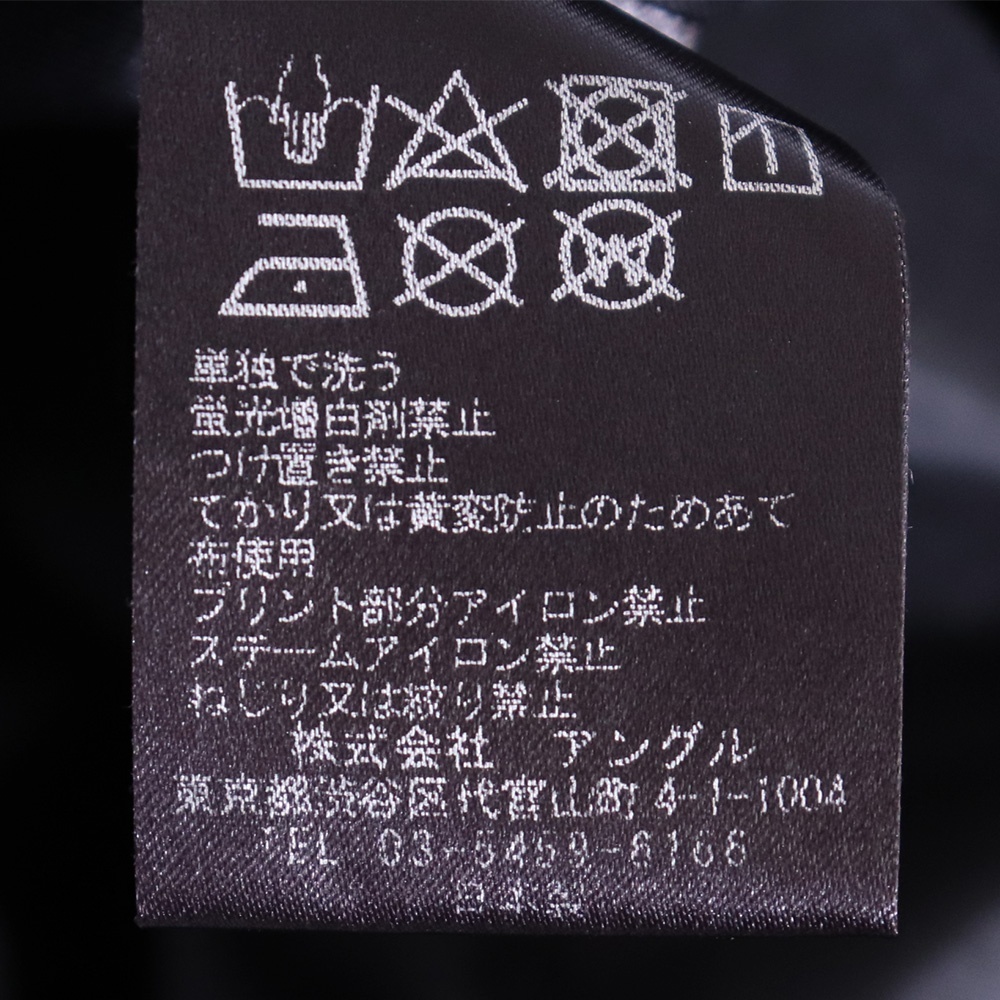 単独で洗う
蛍光増白剤禁止
つけ置き禁止
てかり又は黄変防止のためあて
布使用
プリント部分アイロン禁止
スチームアイロン禁止
ねじり又は絞り禁止
株式会社 アングル
東京都渋谷区代官山町4-1-1004
TEL 03-5459-6166
日本製